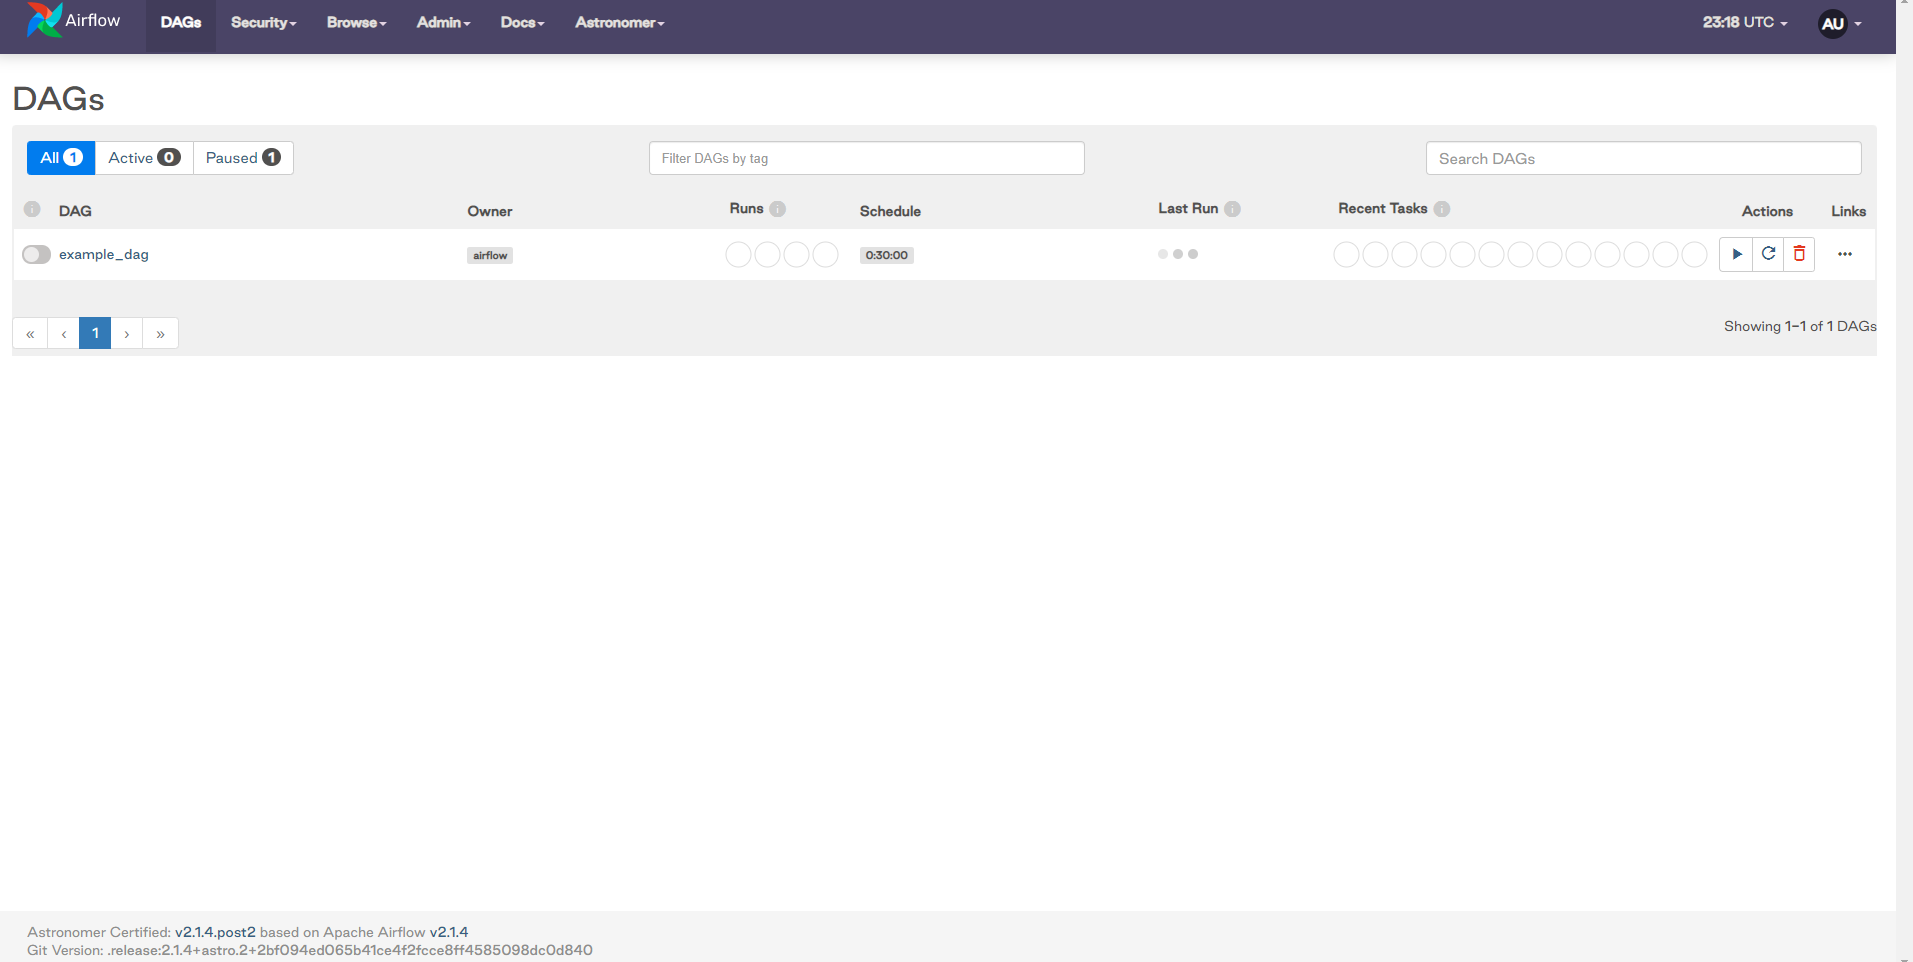 Airflow DAGs Security Browse Admin Docs Astronomer 23:18 UTC AU
DAGs
All 1 Active 0 Paused 1 Filter DAGs by tag Search DAGs
i DAG Owner Runs i Schedule Last Run i Recent Tasks i Actions Links
example_dag airflow 0:30:00
« ‹ 1 › » Showing 1-1 of 1 DAGs
Astronomer Certified: v2.1.4.post2 based on Apache Airflow v2.1.4
Git Version: .release:2.1.4+astro.2+2bf094ed065b41ce4f2fcce8ff4585098dc0d840